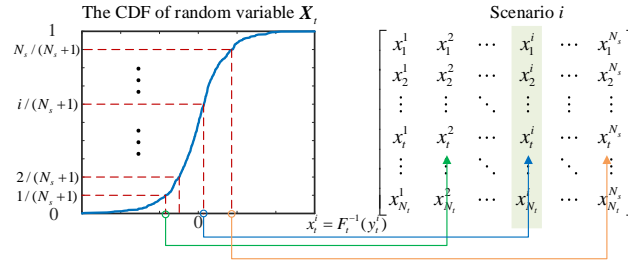 The CDF of random variable X_t
Scenario i
1
N_s/(N_s+1)
i/(N_s+1)
2/(N_s+1)
1/(N_s+1)
0
0
x_t^i = F_t^{-1}(y_t^i)
x_1^1 x_1^2 ⋯ x_1^i ⋯ x_1^{N_s}
x_2^1 x_2^2 ⋯ x_2^i ⋯ x_2^{N_s}
⋮ ⋮ ⋱ ⋮ ⋮ ⋮
x_t^1 x_t^2 ⋯ x_t^i ⋯ x_t^{N_s}
⋮ ⋮ ⋱ ⋮ ⋱ ⋮
x_{N_t}^1 x_{N_t}^2 ⋯ x_{N_t}^i ⋯ x_{N_t}^{N_s}